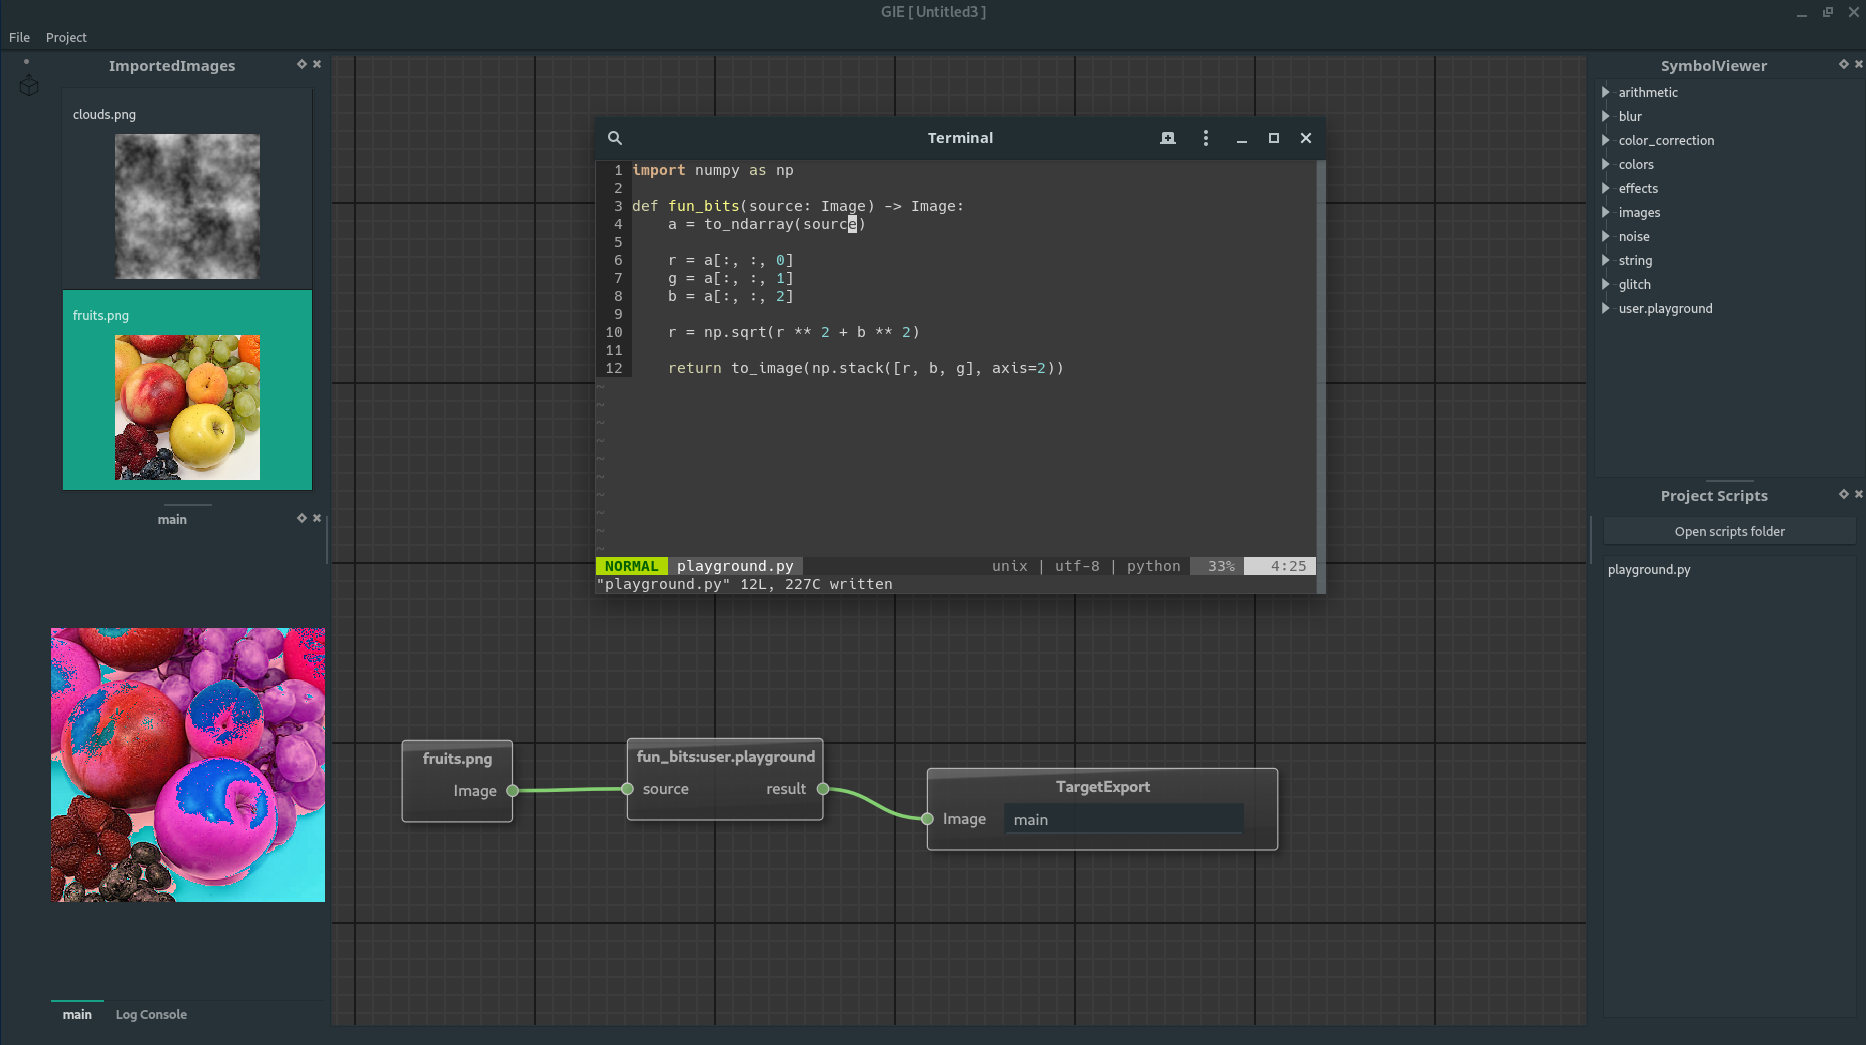 GIE [ Untitled3 ]
File Project
ImportedImages
clouds.png
fruits.png
main
main Log Console
Terminal
1 import numpy as np
2
3 def fun_bits(source: Image) -> Image:
4     a = to_ndarray(source)
5
6     r = a[:, :, 0]
7     g = a[:, :, 1]
8     b = a[:, :, 2]
9
10     r = np.sqrt(r ** 2 + b ** 2)
11
12     return to_image(np.stack([r, b, g], axis=2))
~
~
~
~
~
~
~
~
~
~
NORMAL playground.py unix | utf-8 | python 33% 4:25
"playground.py" 12L, 227C written
fruits.png
Image
fun_bits:user.playground
source result
TargetExport
Image main
SymbolViewer
arithmetic
blur
color_correction
colors
effects
images
noise
string
glitch
user.playground
Project Scripts
Open scripts folder
playground.py